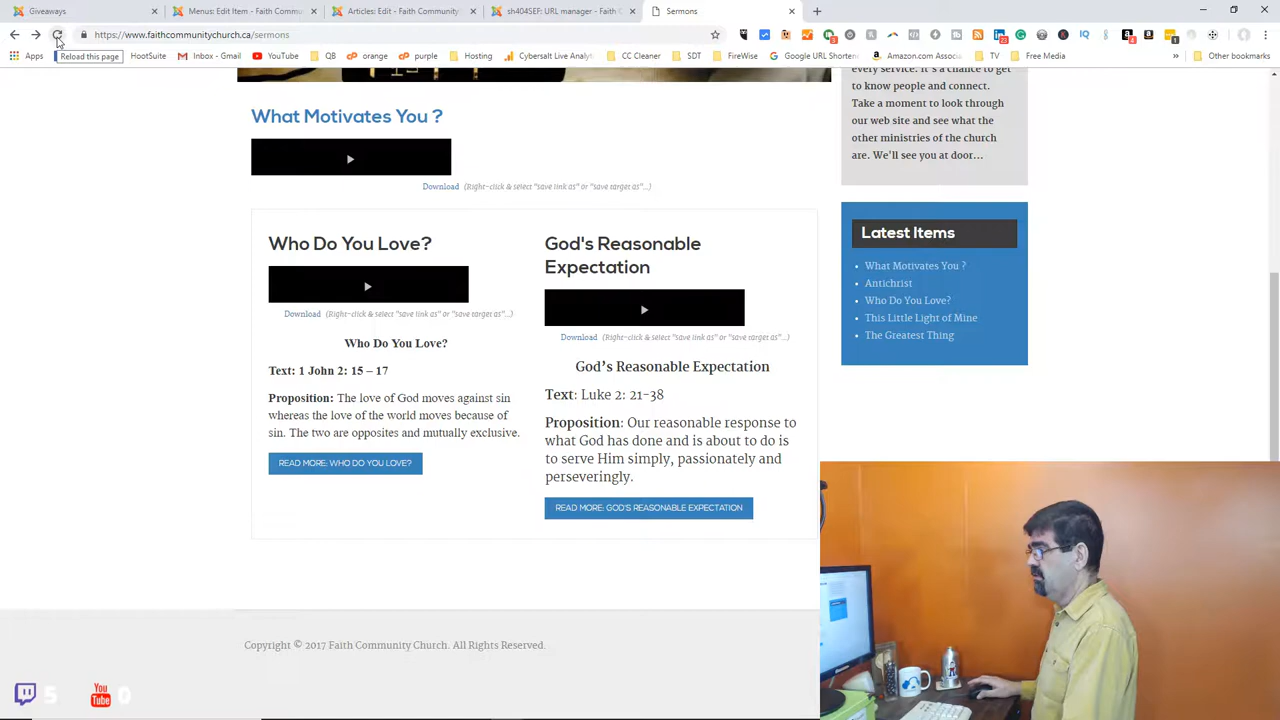 Giveaways
Menus: Edit Item - Faith Commu
Articles: Edit - Faith Community
sh404SEF: URL manager - Faith C
Sermons
https://www.faithcommunitychurch.ca/sermons
Apps
Reload this page
ShootSuite
Inbox - Gmail
YouTube
QB
orange
purple
Hosting
Cybersalt Live Analy
CC Cleaner
SDT
FireWise
Google URL Shorten
Amazon.com Associ
TV
Free Media
Other bookmarks
every service. It's a chance to get
to know people and connect.
Take a moment to look through
our web site and see what the
other ministries of the church
are. We'll see you at door...
What Motivates You ?
Download (Right-click & select "save link as" or "save target as"...)
Who Do You Love?
Download (Right-click & select "save link as" or "save target as"...)
Who Do You Love?
Text: 1 John 2: 15 – 17
Proposition: The love of God moves against sin
whereas the love of the world moves because of
sin. The two are opposites and mutually exclusive.
READ MORE: WHO DO YOU LOVE?
God's Reasonable
Expectation
Download (Right-click & select "save link as" or "save target as"...)
God’s Reasonable Expectation
Text: Luke 2: 21-38
Proposition: Our reasonable response to
what God has done and is about to do is
to serve Him simply, passionately and
perseveringly.
READ MORE: GOD'S REASONABLE EXPECTATION
Latest Items
What Motivates You ?
Antichrist
Who Do You Love?
This Little Light of Mine
The Greatest Thing
Copyright © 2017 Faith Community Church. All Rights Reserved.
5
You Tube
0